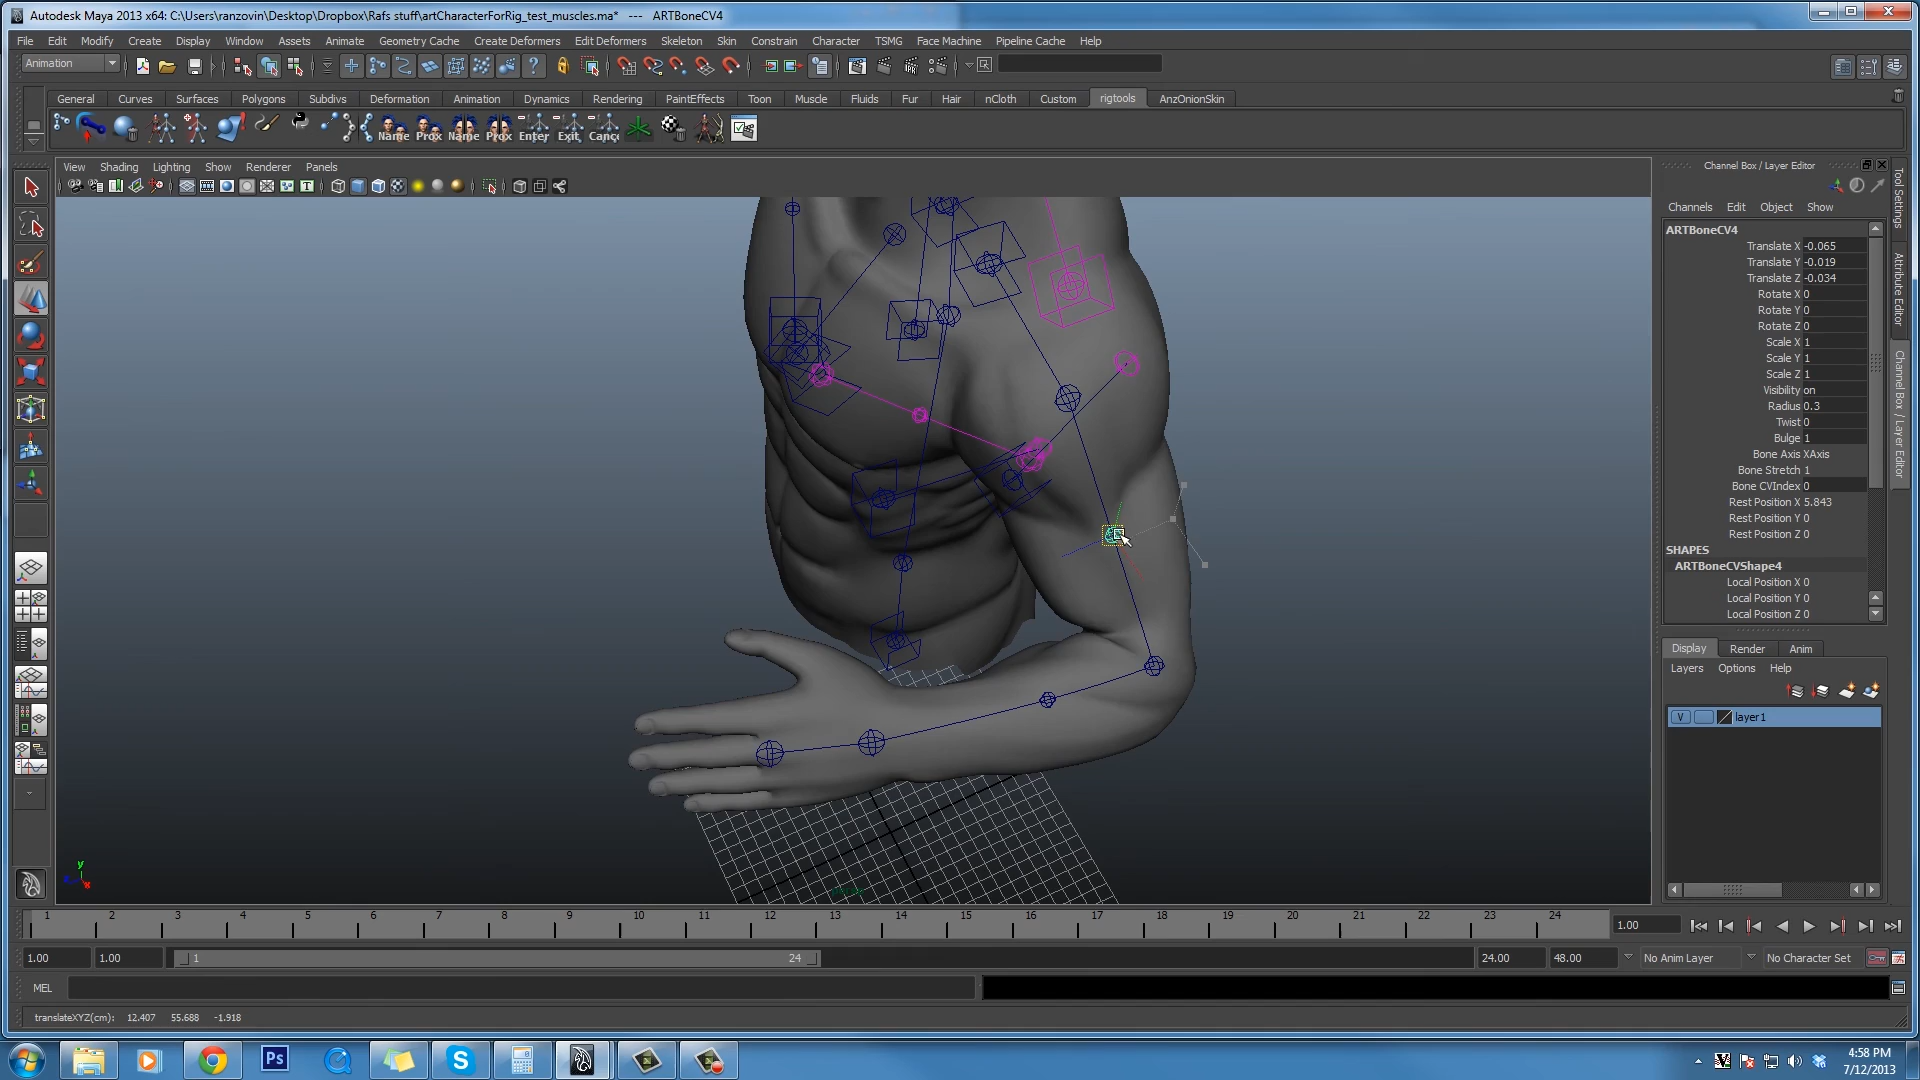 Autodesk Maya 2013 x64: C:\Users\ranzovin\Desktop\Dropbox\Rafs stuff\artCharacterForRig_test_muscles.ma*   ---   ARTBoneCV4
File Edit Modify Create Display Window Assets Animate Geometry Cache Create Deformers Edit Deformers Skeleton Skin Constrain Character TSMG Face Machine Pipeline Cache Help
Animation
General Curves Surfaces Polygons Subdivs Deformation Animation Dynamics Rendering PaintEffects Toon Muscle Fluids Fur Hair nCloth Custom rigtools AnzOnionSkin
Name Prox Name Prox Enter Exit Canc
View Shading Lighting Show Renderer Panels
Channel Box / Layer Editor
Channels Edit Object Show
ARTBoneCV4
Translate X -0.065
Translate Y -0.019
Translate Z -0.034
Rotate X 0
Rotate Y 0
Rotate Z 0
Scale X 1
Scale Y 1
Scale Z 1
Visibility on
Radius 0.3
Twist 0
Bulge 1
Bone Axis XAxis
Bone Stretch 1
Bone CVIndex 0
Rest Position X 5.843
Rest Position Y 0
Rest Position Z 0
SHAPES
ARTBoneCVShape4
Local Position X 0
Local Position Y 0
Local Position Z 0
Tool Settings
Attribute Editor
Channel Box / Layer Editor
Display Render Anim
Layers Options Help
V layer1
y
x
1 2 3 4 5 6 7 8 9 10 11 12 13 14 15 16 17 18 19 20 21 22 23 24 1.00
1.00 1.00 1 24 24.00 48.00 No Anim Layer No Character Set
MEL
translateXYZ(cm): 12.407 55.688 -1.918
Ps
4:58 PM
7/12/2013